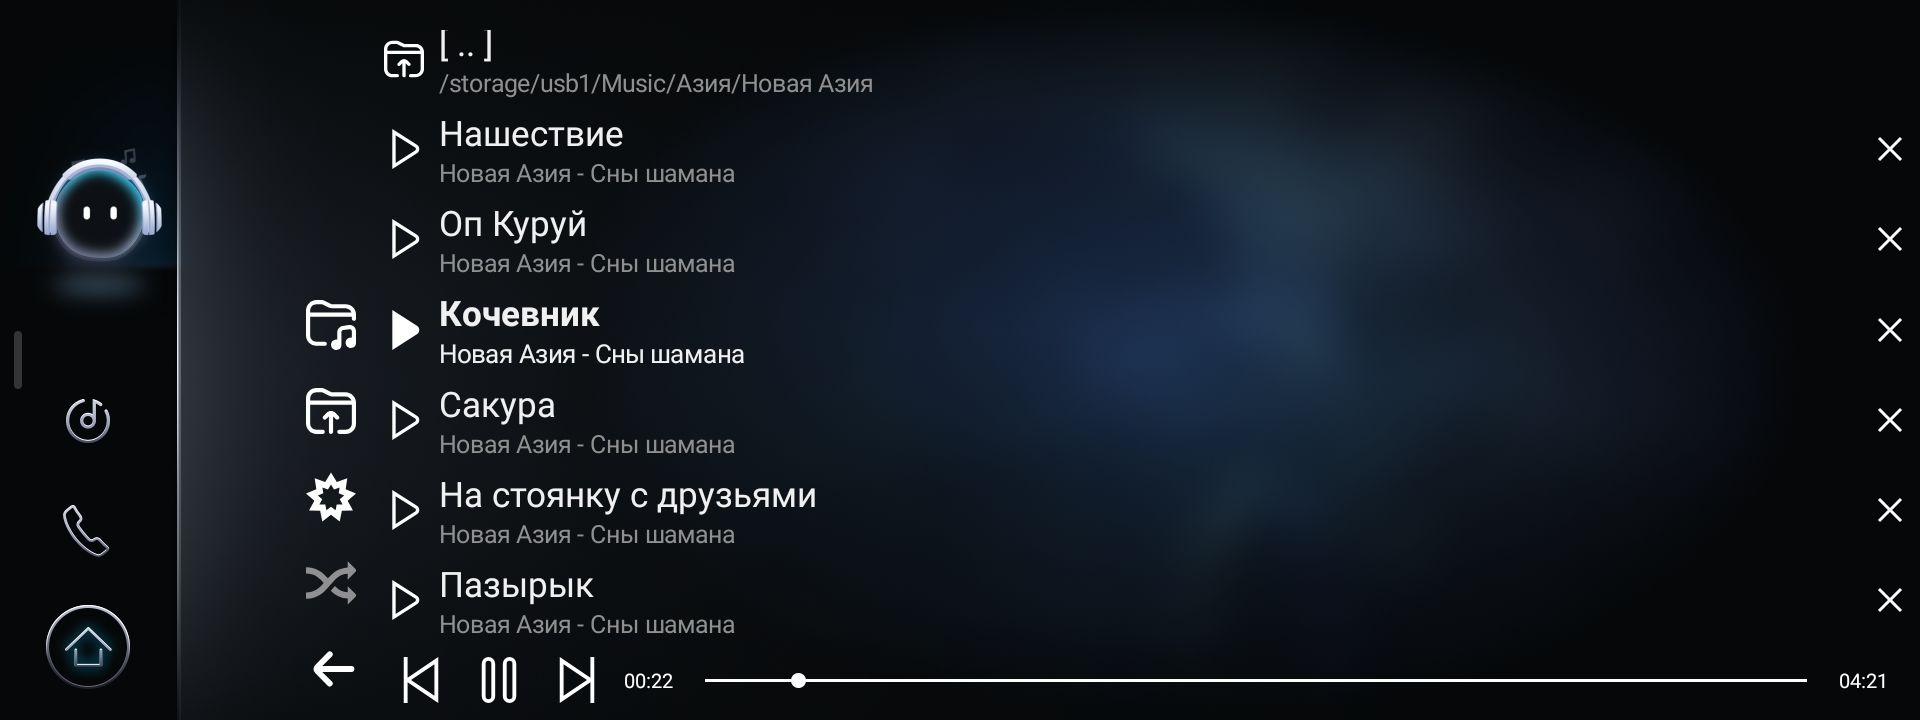 [ .. ]
/storage/usb1/Music/Азия/Новая Азия
Нашествие
Новая Азия - Сны шамана
Оп Куруй
Новая Азия - Сны шамана
Кочевник
Новая Азия - Сны шамана
Сакура
Новая Азия - Сны шамана
На стоянку с друзьями
Новая Азия - Сны шамана
Пазырык
Новая Азия - Сны шамана
00:22
04:21